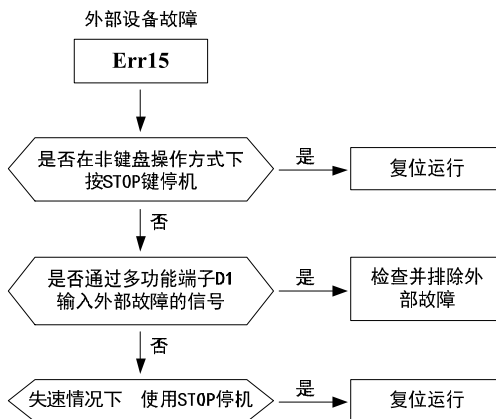 外部设备故障
Err15
是否在非键盘操作方式下
按STOP键停机
是
复位运行
否
是否通过多功能端子D1
输入外部故障的信号
是
检查并排除外
部故障
否
失速情况下 使用STOP停机
是
复位运行